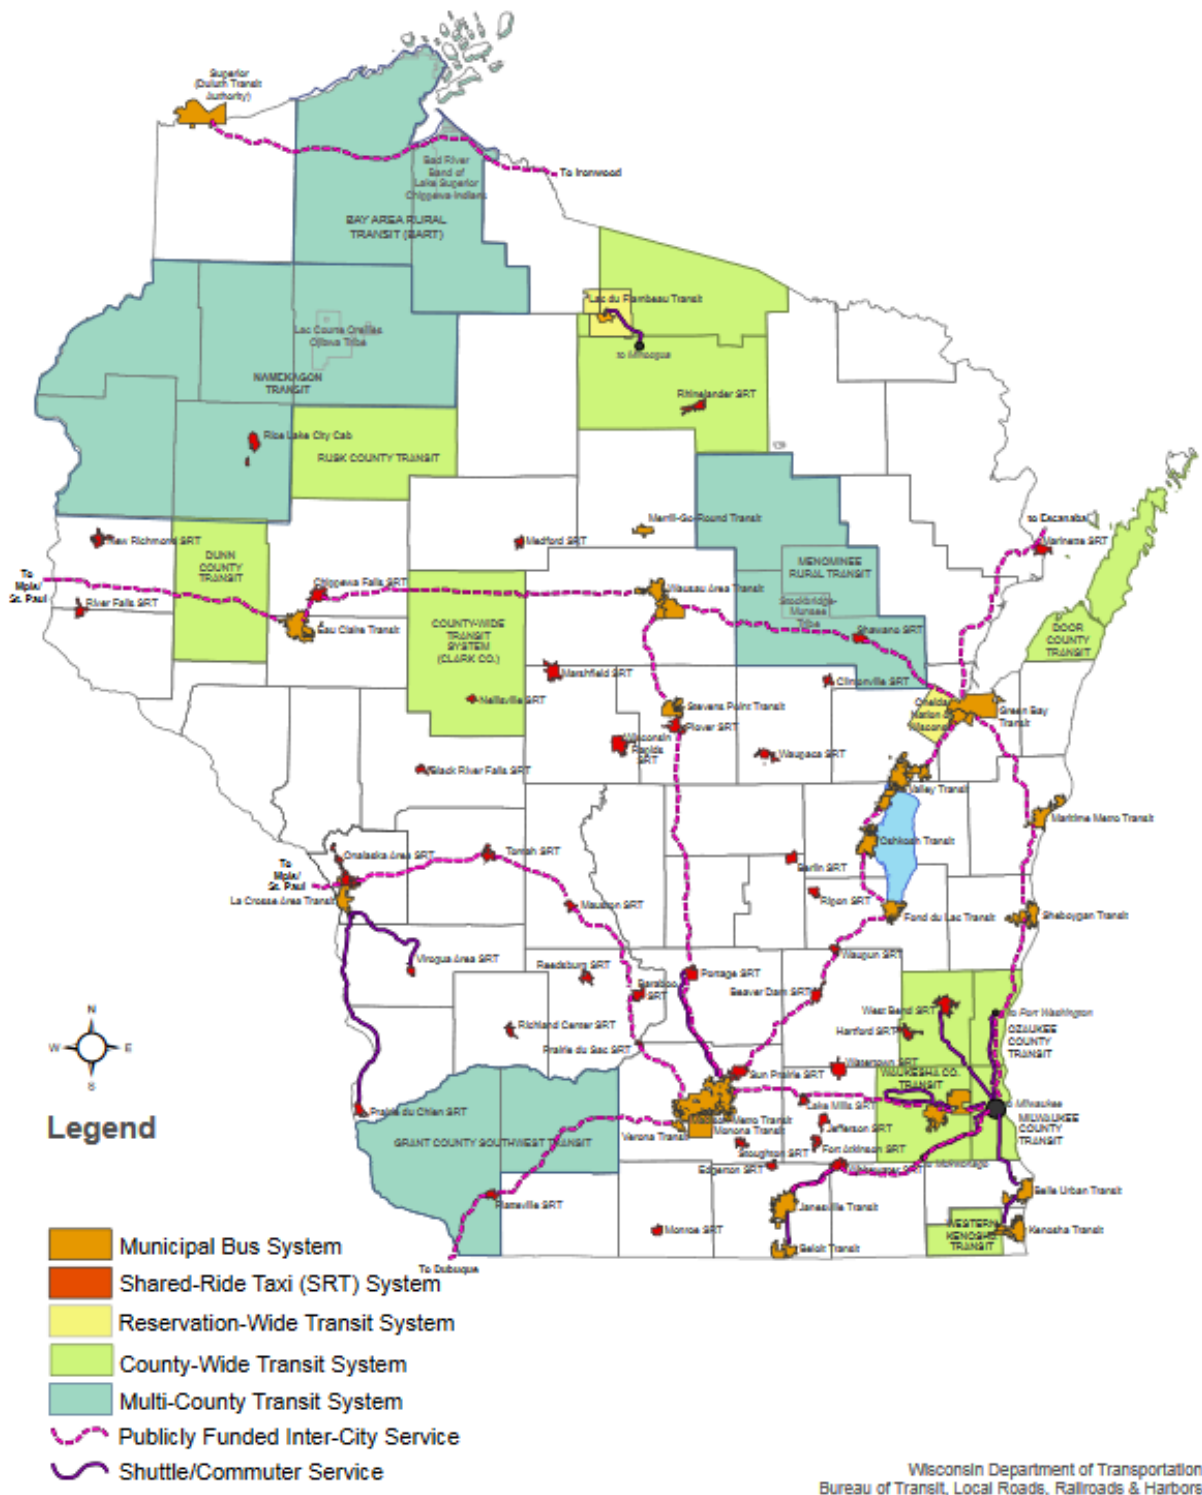 Superior
(Duluth Transit
Authority)
To Ironwood
Bad River
Band of
Lake Superior
Chippewa Indians
BAY AREA RURAL
TRANSIT (BART)
Lac du Flambeau Transit
to Minocqua
Lac Courte Oreilles
Ojibwa Tribe
NAMEKAGON
TRANSIT
Rhinelander SRT
Rice Lake City Cab
RUSK COUNTY TRANSIT
Merrill-Go-Round Transit
to Escanaba
Marinette SRT
New Richmond SRT
Medford SRT
DUNN
COUNTY
TRANSIT
MENOMINEE
RURAL TRANSIT
To
Mpls/
St. Paul
Chippewa Falls SRT
Wausau Area Transit
River Falls SRT
Stockbridge-
Munsee
Tribe
Eau Claire Transit
COUNTY-WIDE
TRANSIT
SYSTEM
(CLARK CO.)
Shawano SRT
DOOR
COUNTY
TRANSIT
Marshfield SRT
Clintonville SRT
Neillsville SRT
Stevens Point Transit
Oneida
Nation of
Wisconsin
Green Bay
Transit
Plover SRT
Wisconsin
Rapids
SRT
Waupaca SRT
Black River Falls SRT
Valley Transit
Maritime Metro Transit
Oshkosh Transit
Onalaska Area SRT
Tomah SRT
Berlin SRT
To
Mpls/
St. Paul
La Crosse Area Transit
Ripon SRT
Mauston SRT
Fond du Lac Transit
Sheboygan Transit
Viroqua Area SRT
Reedsburg SRT
Portage SRT
Waupun SRT
Baraboo
SRT
Beaver Dam SRT
West Bend SRT
to Port Washington
Richland Center SRT
Hartford SRT
OZAUKEE
COUNTY
TRANSIT
Prairie du Sac SRT
Watertown SRT
Sun Prairie SRT
WAUKESHA CO.
TRANSIT
Prairie du Chien SRT
Lake Mills SRT
to Milwaukee
MILWAUKEE
COUNTY
TRANSIT
Madison Metro Transit
Monona Transit
Verona Transit
Jefferson SRT
GRANT COUNTY SOUTHWEST TRANSIT
Stoughton SRT
Fort Atkinson SRT
Edgerton SRT
Whitewater SRT
to Mukwonago
Platteville SRT
Janesville Transit
Belle Urban Transit
Monroe SRT
WESTERN
KENOSHA
TRANSIT
Kenosha Transit
Beloit Transit
To Dubuque
N
W
E
S
Legend
Municipal Bus System
Shared-Ride Taxi (SRT) System
Reservation-Wide Transit System
County-Wide Transit System
Multi-County Transit System
Publicly Funded Inter-City Service
Shuttle/Commuter Service
Wisconsin Department of Transportation
Bureau of Transit, Local Roads, Railroads & Harbors